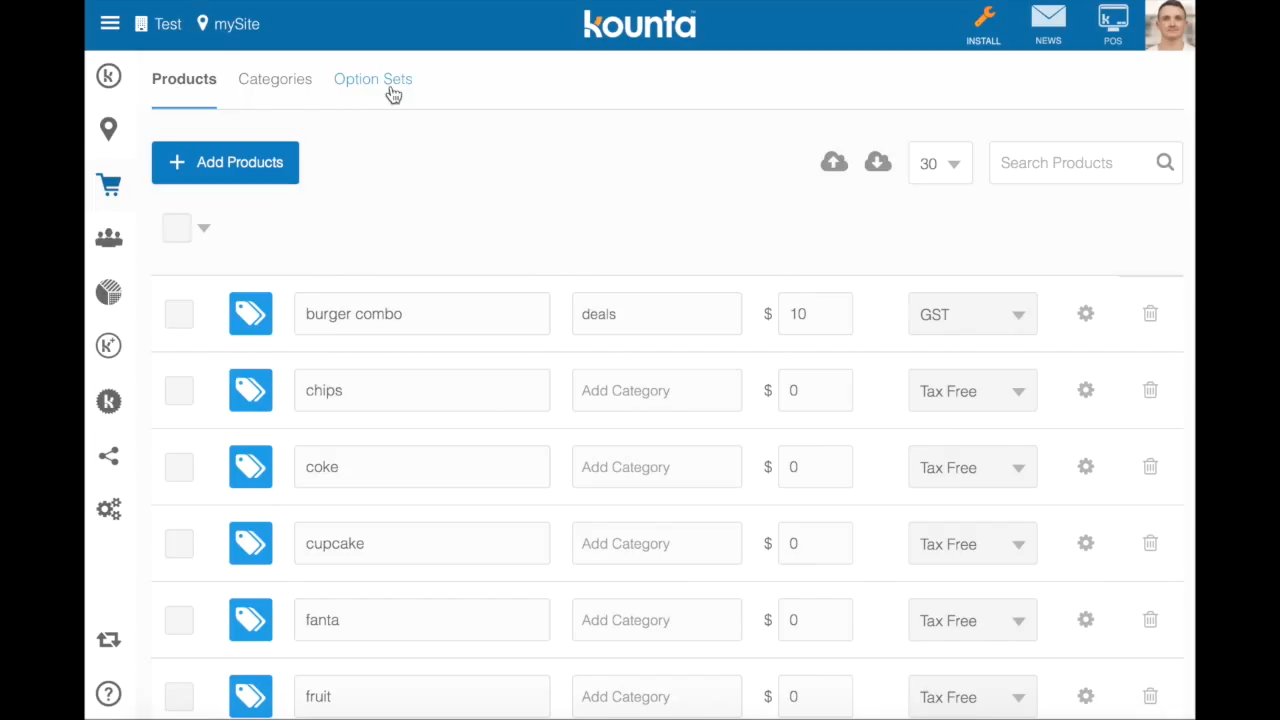 Test mySite kounta INSTALL NEWS POS
Products Categories Option Sets
+ Add Products 30 Search Products
burger combo deals $ 10 GST
chips Add Category $ 0 Tax Free
coke Add Category $ 0 Tax Free
cupcake Add Category $ 0 Tax Free
fanta Add Category $ 0 Tax Free
fruit Add Category $ 0 Tax Free